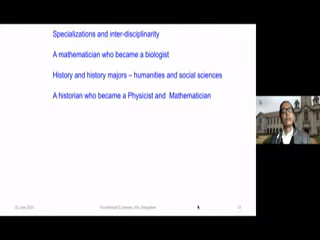 Specializations and inter-disciplinarity
A mathematician who became a biologist
History and history majors – humanities and social sciences
A historian who became a Physicist and Mathematician